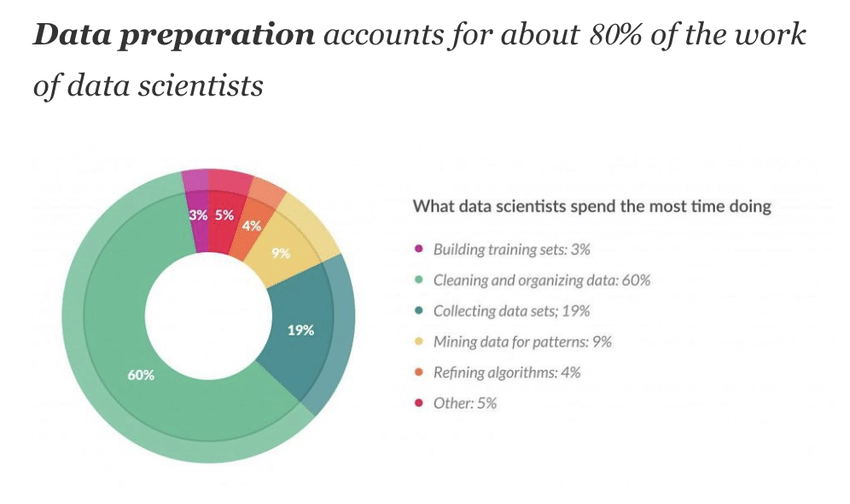 Data preparation accounts for about 80% of the work
of data scientists
3%
5%
4%
9%
19%
60%
What data scientists spend the most time doing
Building training sets: 3%
Cleaning and organizing data: 60%
Collecting data sets; 19%
Mining data for patterns: 9%
Refining algorithms: 4%
Other: 5%